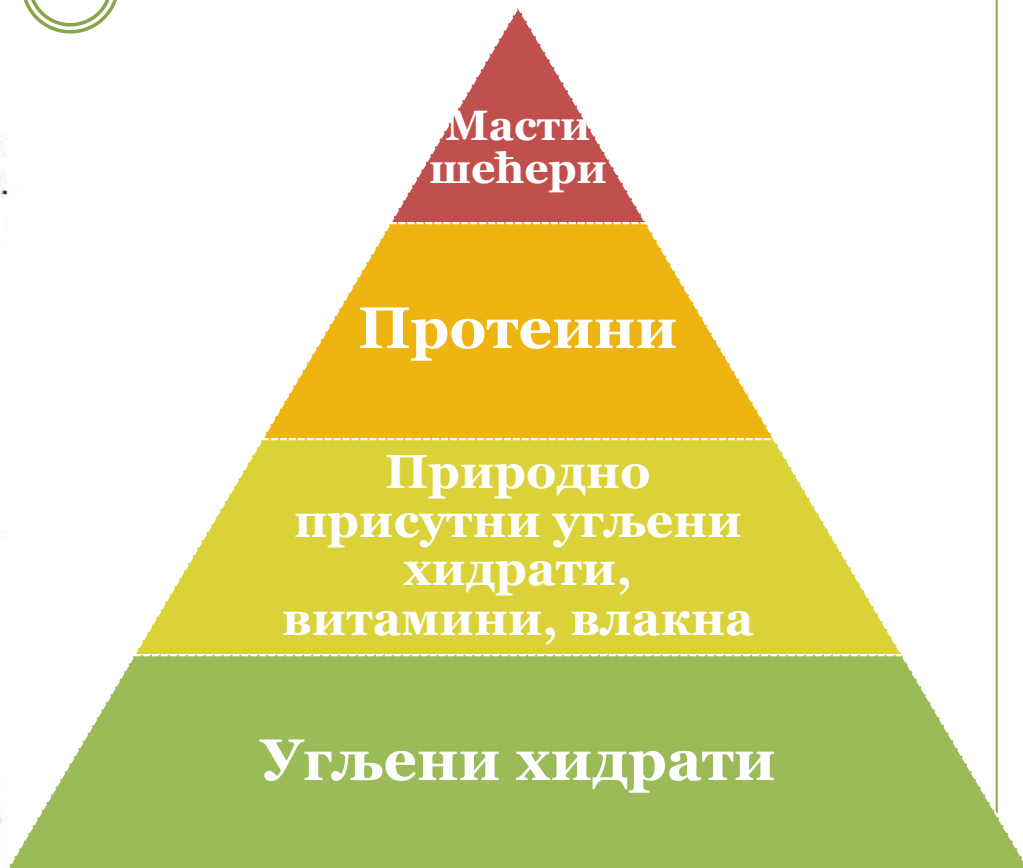 Масти
шећери
Протеини
Природно
присутни угљени
хидрати,
витамини, влакна
Угљени хидрати